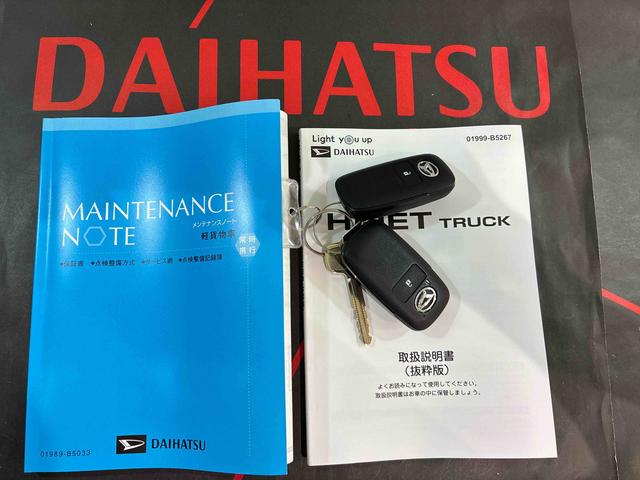 DAIHATSU
MAINTENANCE
NOTE
メンテナンスノート
軽貨物車
常時
携行
•保証書 •点検整備方式 •サービス網 •点検整備記録簿
01989-B5033
DAIHATSU
Light you up
01999-B5267
DAIHATSU
TRUCK
取扱説明書
(抜粋版)
よくお読みになって使用してください。
取扱説明書はお車の中に保管しましょう。